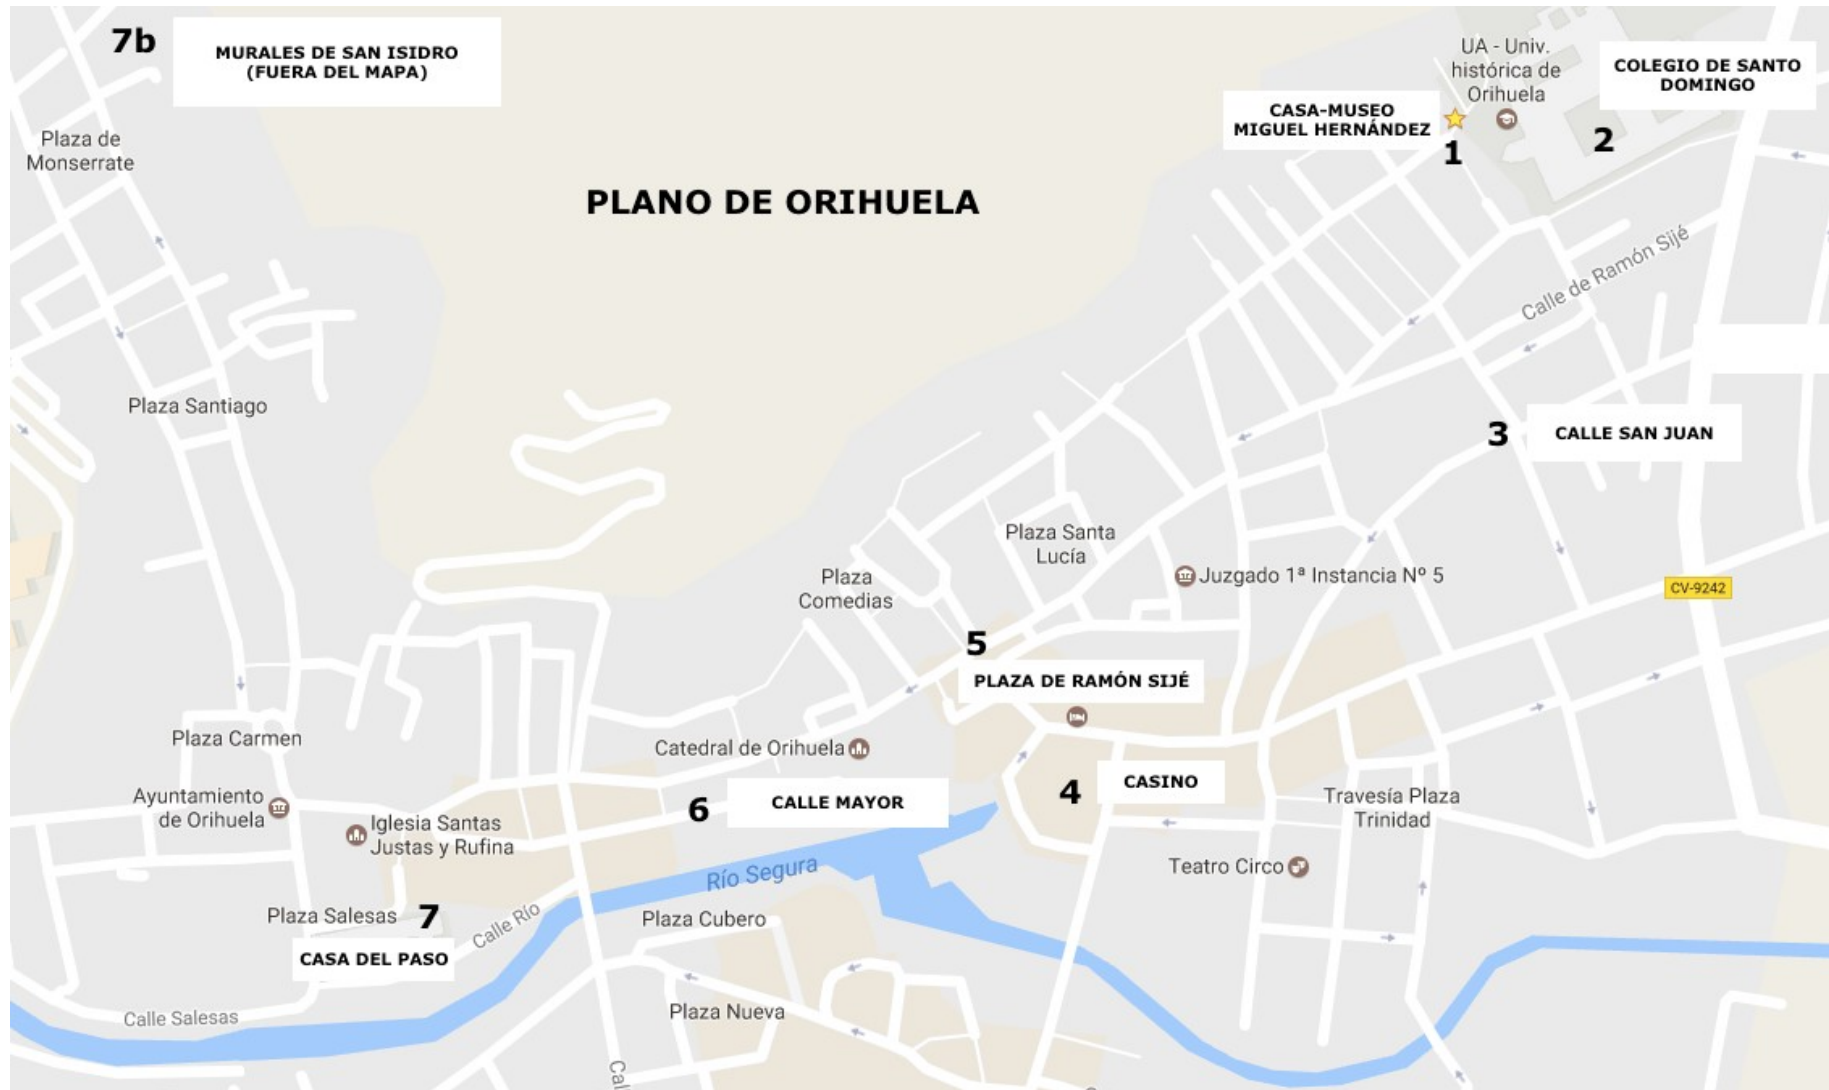 7b
MURALES DE SAN ISIDRO
(FUERA DEL MAPA)
UA - Univ.
histórica de
Orihuela
COLEGIO DE SANTO
DOMINGO
CASA-MUSEO
MIGUEL HERNÁNDEZ
1
2
Plaza de
Monserrate
PLANO DE ORIHUELA
Calle de Ramón Sijé
Plaza Santiago
3
CALLE SAN JUAN
Plaza Santa
Lucía
Juzgado 1ª Instancia Nº 5
Plaza
Comedias
CV-9242
5
PLAZA DE RAMÓN SIJÉ
Plaza Carmen
Catedral de Orihuela
4
CASINO
6
CALLE MAYOR
Ayuntamiento
de Orihuela
Iglesia Santas
Justas y Rufina
Travesía Plaza
Trinidad
Río Segura
Teatro Circo
Plaza Salesas
7
Calle Río
Plaza Cubero
CASA DEL PASO
Calle Salesas
Plaza Nueva
Cal